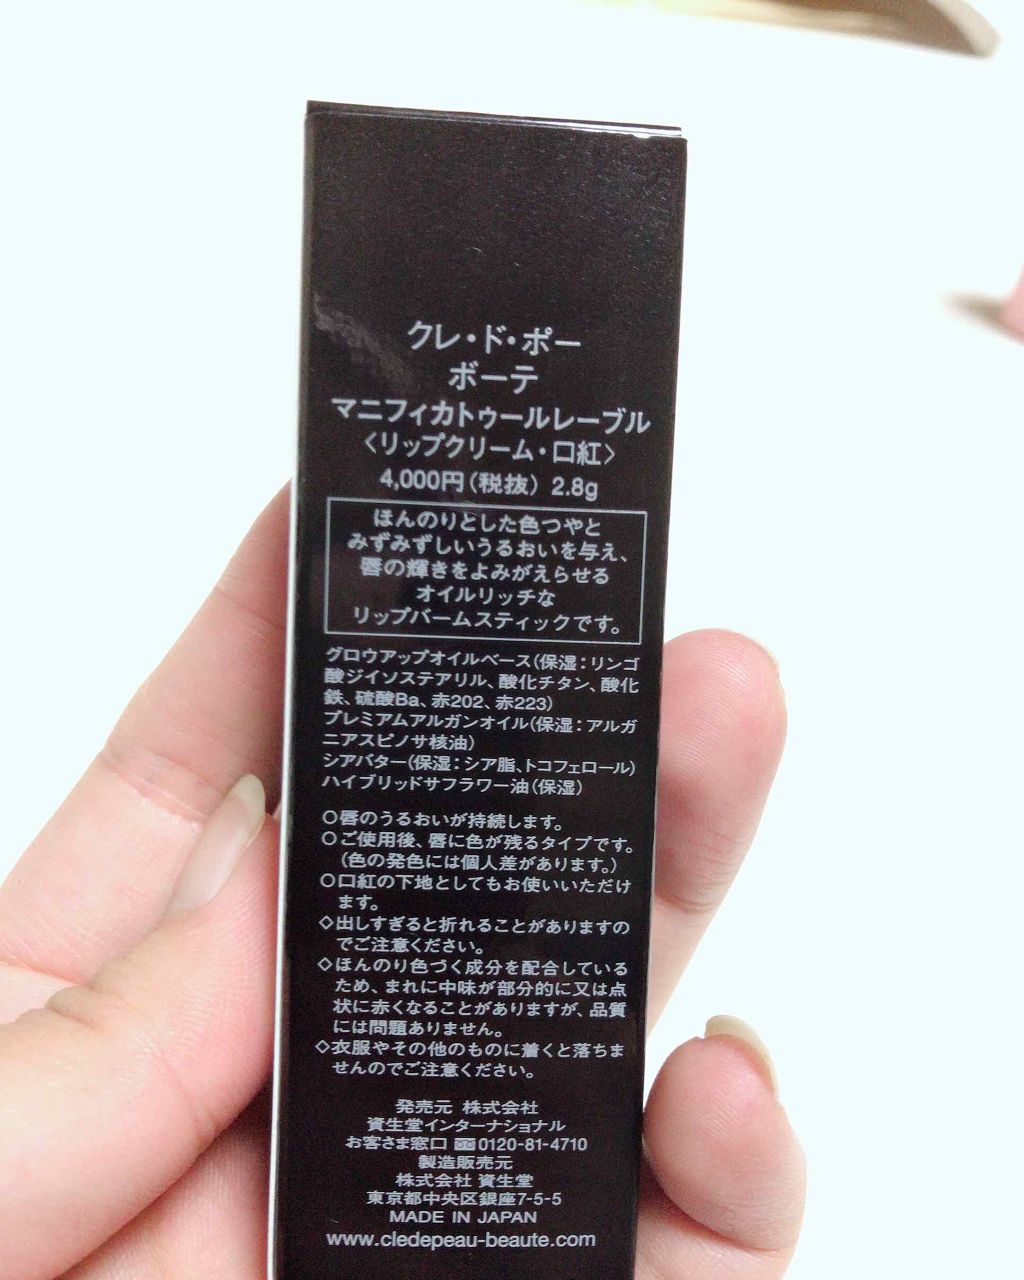 クレ・ド・ポー
ボーテ
マニフィカトゥールレーブル
〈リップクリーム・口紅〉
4,000円(税抜) 2.8g
ほんのりとした色つやと
みずみずしいうるおいを与え、
唇の輝きをよみがえらせる
オイルリッチな
リップバームスティックです。
グロウアップオイルベース(保湿:リンゴ
酸ジイソステアリル、酸化チタン、酸化
鉄、硫酸Ba、赤202、赤223)
プレミアムアルガンオイル(保湿:アルガ
ニアスピノサ核油)
シアバター(保湿:シア脂、トコフェロール)
ハイブリッドサフラワー油(保湿)
○唇のうるおいが持続します。
○ご使用後、唇に色が残るタイプです。
(色の発色には個人差があります。)
○口紅の下地としてもお使いいただけ
ます。
◇出しすぎると折れることがありますの
でご注意ください。
◇ほんのり色づく成分を配合している
ため、まれに中味が部分的に又は点
状に赤くなることがありますが、品質
には問題ありません。
◇衣服やその他のものに着くと落ちま
せんのでご注意ください。
発売元 株式会社
資生堂インターナショナル
お客さま窓口 0120-81-4710
製造販売元
株式会社 資生堂
東京都中央区銀座7-5-5
MADE IN JAPAN
www.cledepeau-beaute.com